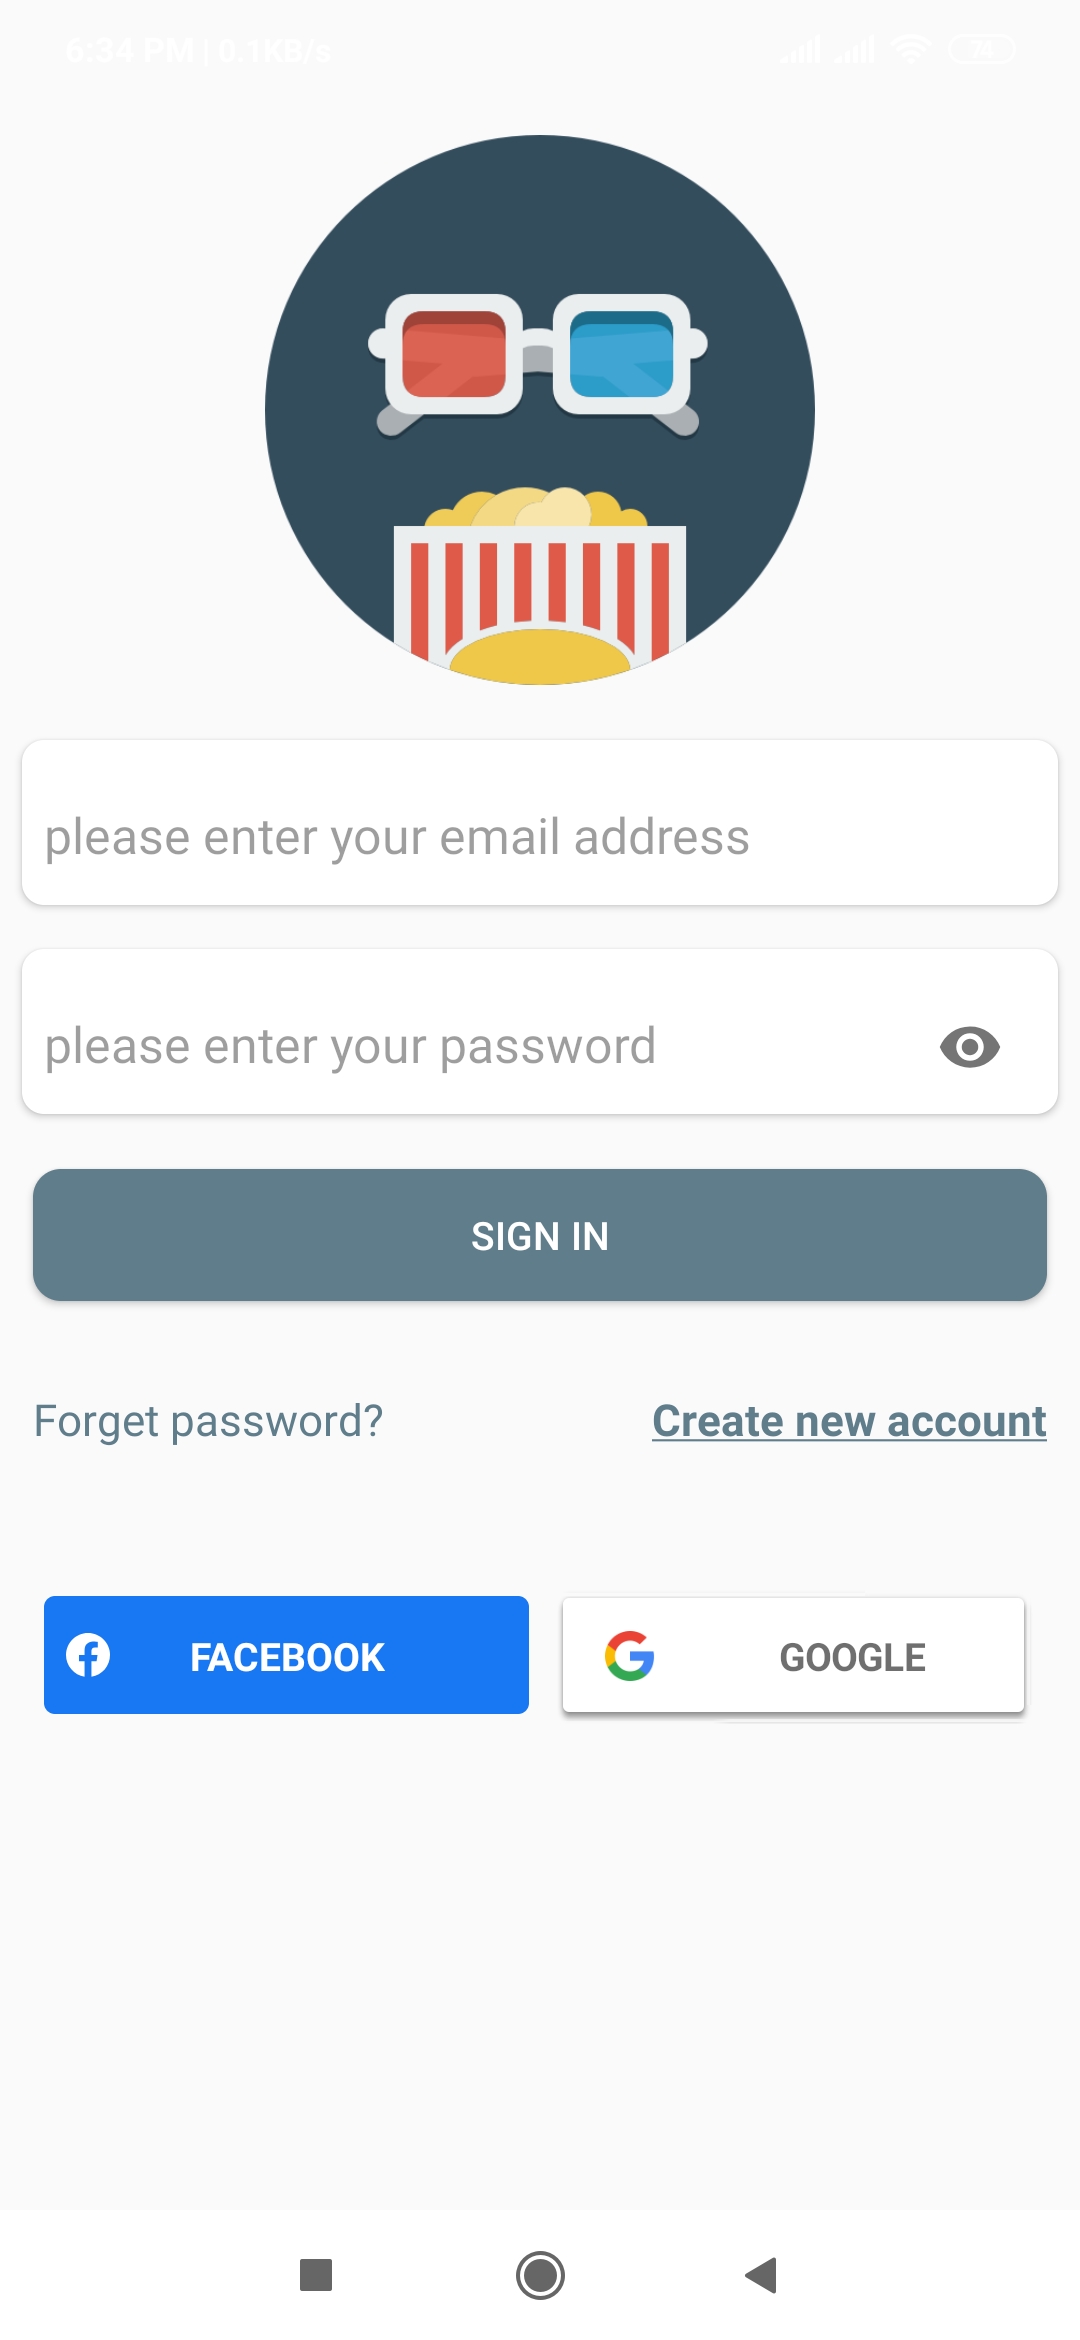 6:34 PM | 0.1KB/s 74
please enter your email address
please enter your password
SIGN IN
Forget password? Create new account
FACEBOOK GOOGLE